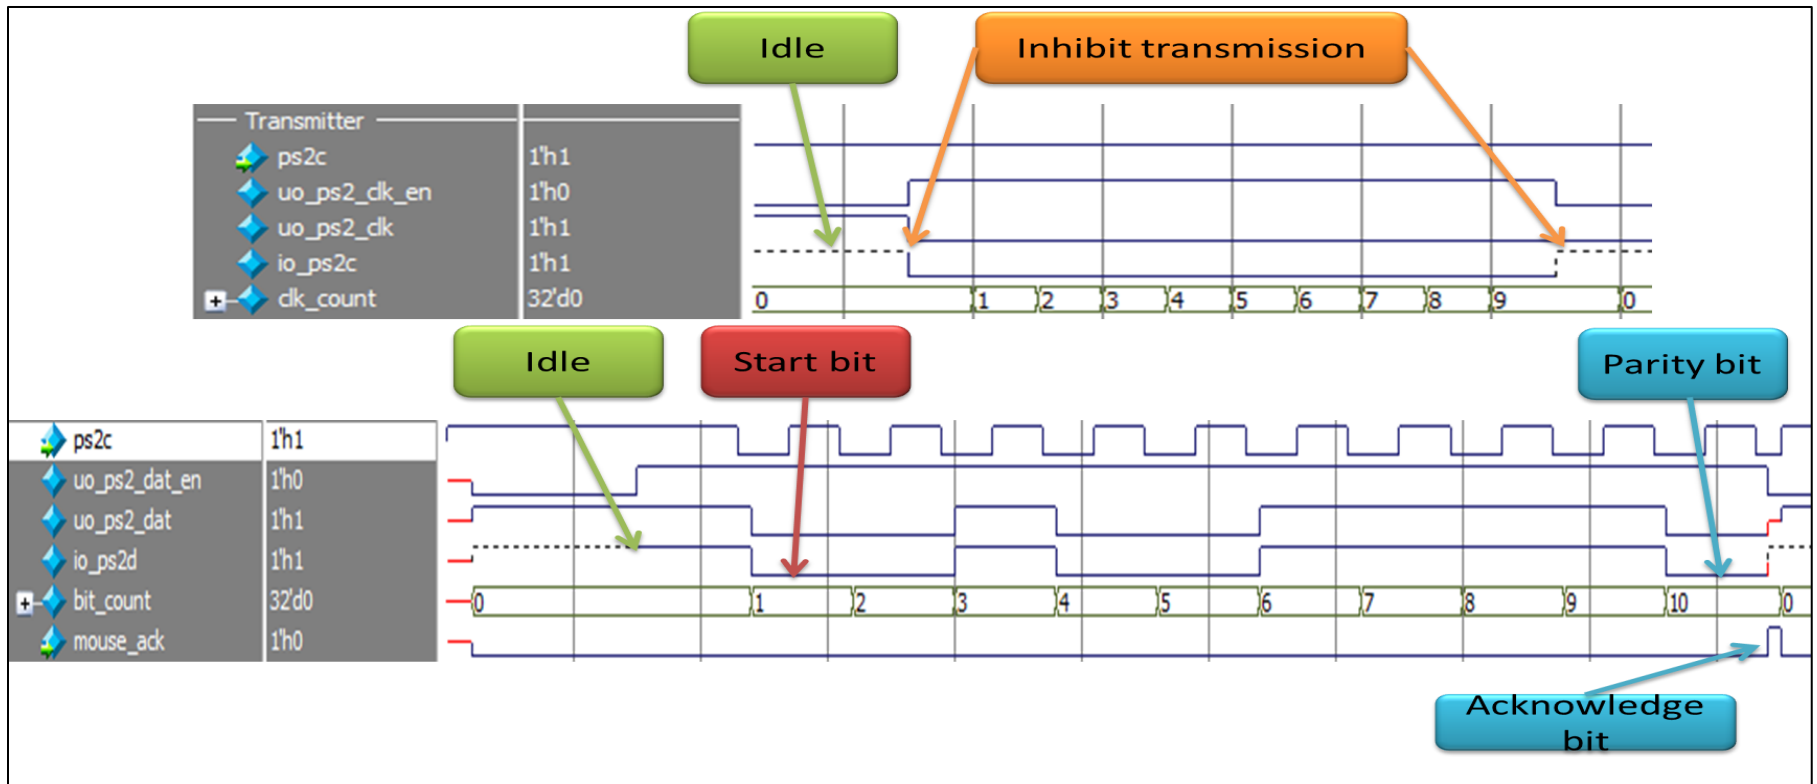 Idle
Inhibit transmission
Transmitter
ps2c 1'h1
uo_ps2_clk_en 1'h0
uo_ps2_clk 1'h1
io_ps2c 1'h1
clk_count 32'd0 0 1 2 3 4 5 6 7 8 9 0
Idle
Start bit
Parity bit
ps2c 1'h1
uo_ps2_dat_en 1'h0
uo_ps2_dat 1'h1
io_ps2d 1'h1
bit_count 32'd0 0 1 2 3 4 5 6 7 8 9 10 0
mouse_ack 1'h0
Acknowledge
bit